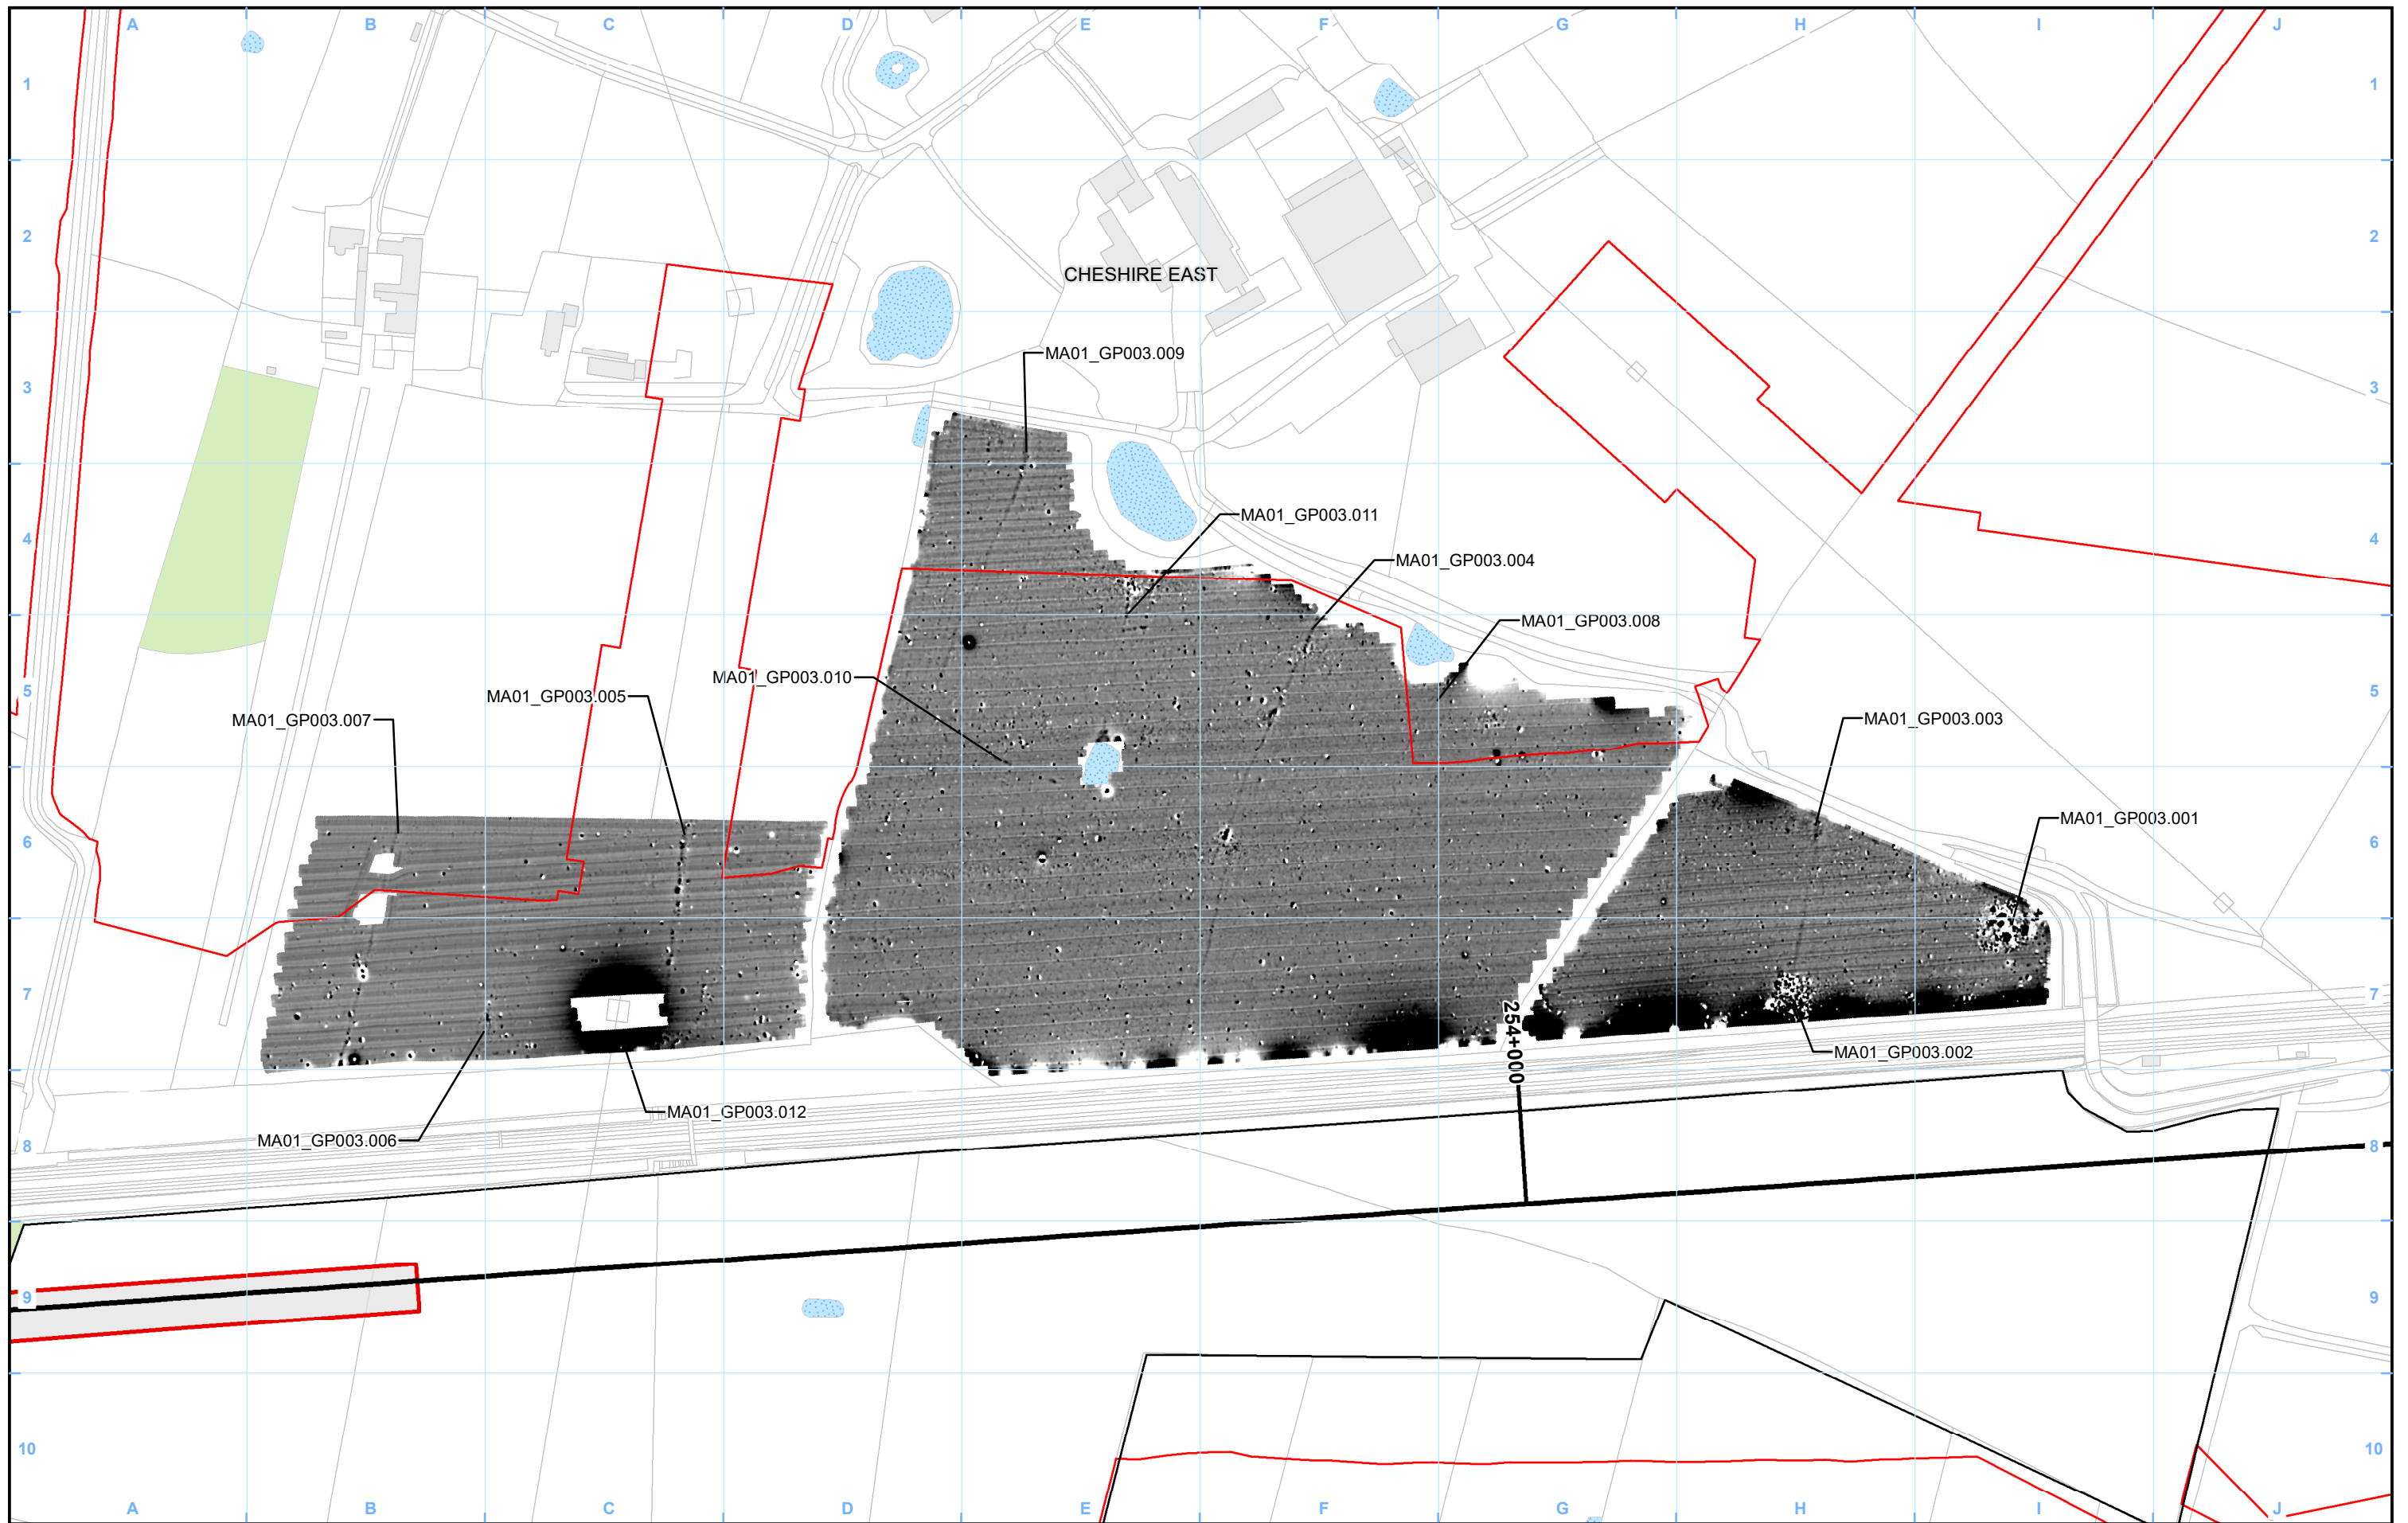 A B C D E F G H I J
1 1
2 2
CHESHIRE EAST
MA01_GP003.009
3 3
MA01_GP003.011
4 4
MA01_GP003.004
MA01_GP003.008
MA01_GP003.010
5 5
MA01_GP003.005
MA01_GP003.007
MA01_GP003.003
MA01_GP003.001
6 6
7 7
254+000
MA01_GP003.002
MA01_GP003.012
MA01_GP003.006
8 8
9 9
10 10
A B C D E F G H I J